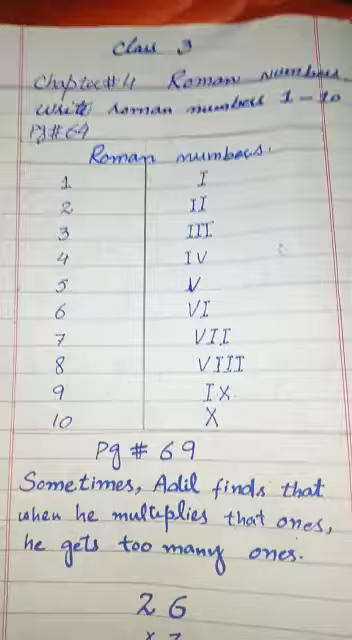 Class 3
Chapter # 4 Roman Numbers
write roman numbers 1 - 10
Pg # 69
Roman numbers.
1 I
2 II
3 III
4 IV
5 V
6 VI
7 VII
8 VIII
9 IX
10 X
Pg # 69
Sometimes, Adil finds that
when he multiplies that ones,
he gets too many ones.
26